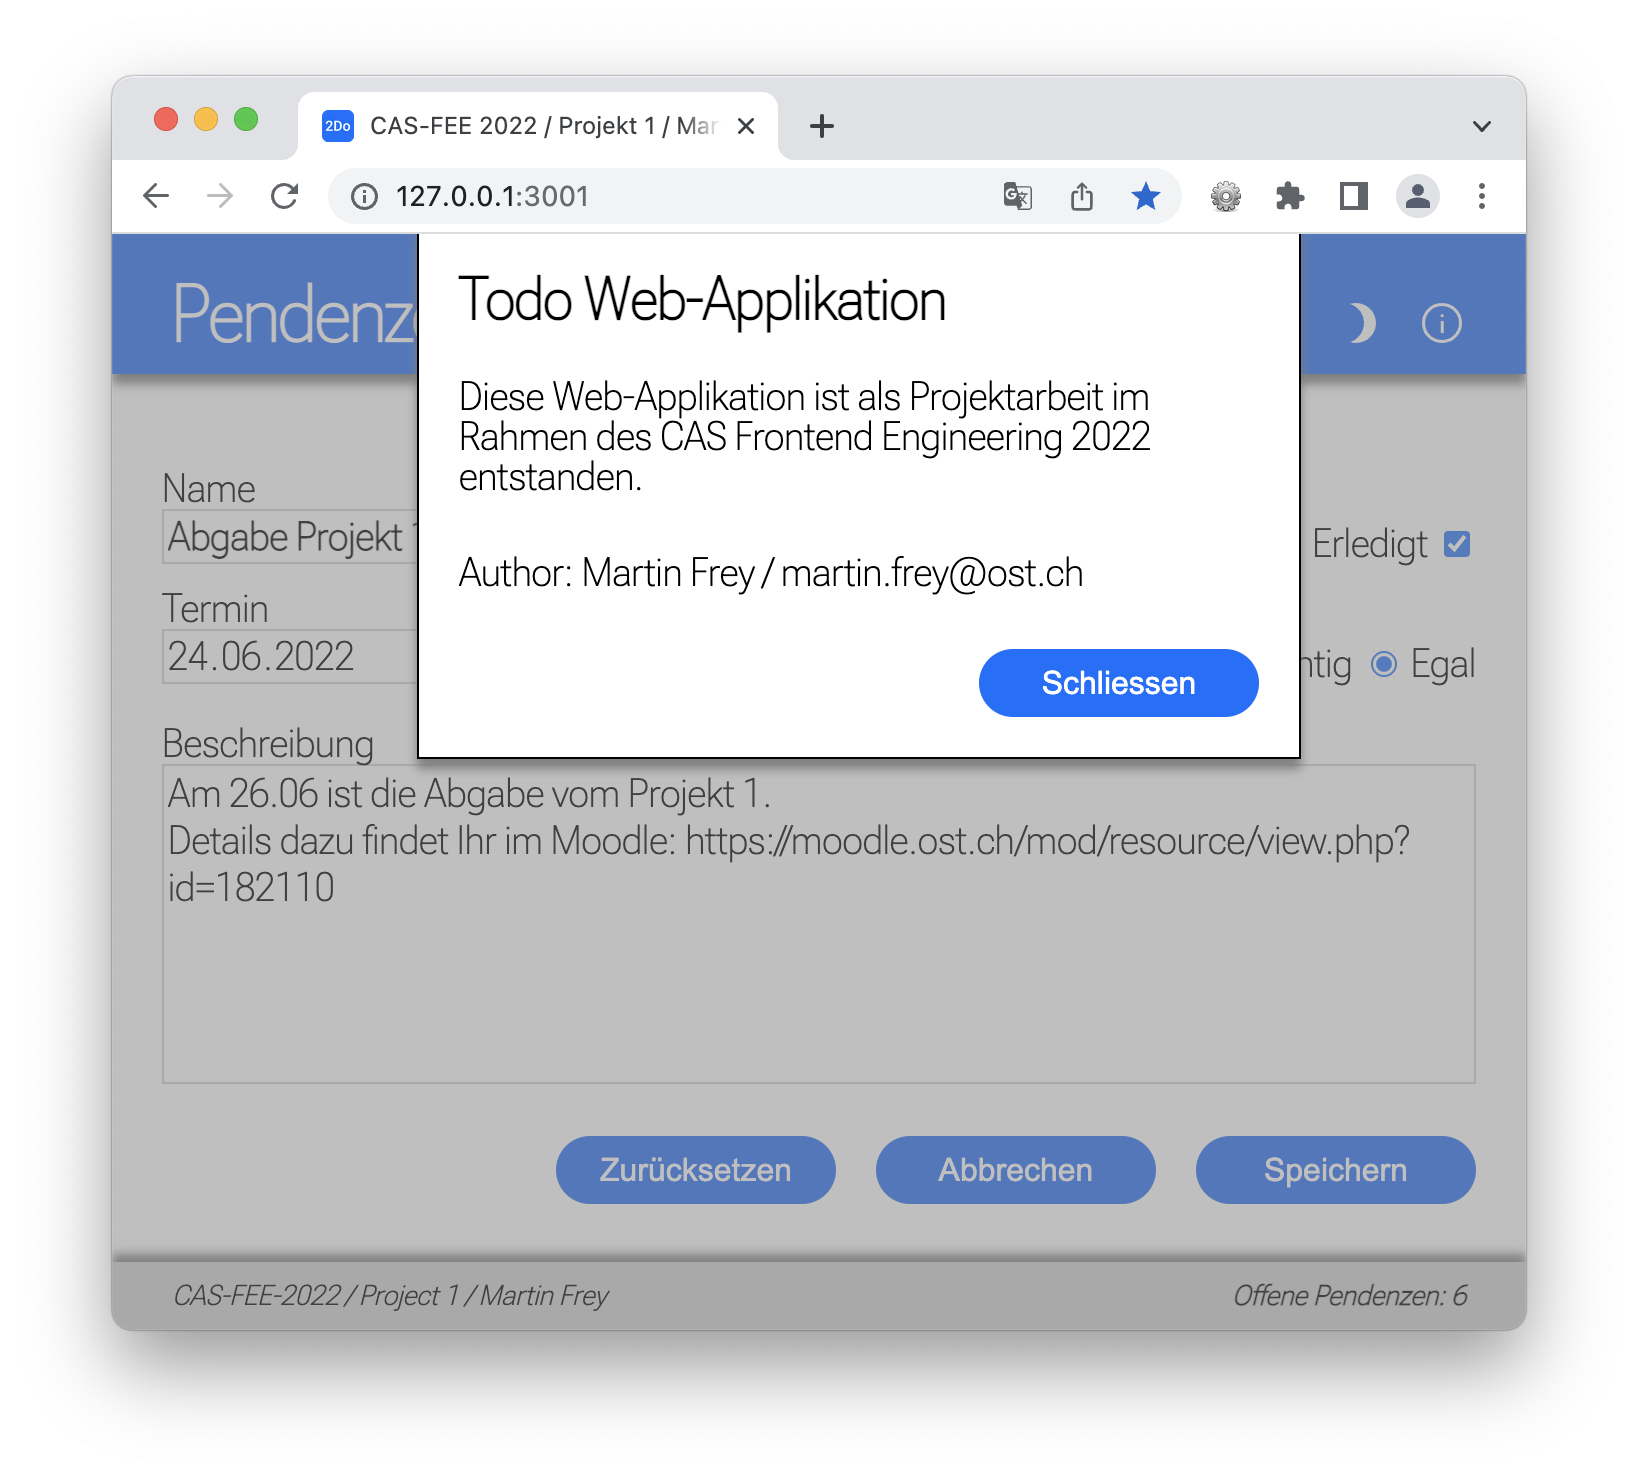 2Do CAS-FEE 2022 / Projekt 1 / Mar
127.0.0.1:3001
Todo Web-Applikation
Diese Web-Applikation ist als Projektarbeit im
Rahmen des CAS Frontend Engineering 2022
entstanden.
Author: Martin Frey / martin.frey@ost.ch
Schliessen
Name
Abgabe Projekt
Erledigt
Termin
24.06.2022
Egal
Beschreibung
Am 26.06 ist die Abgabe vom Projekt 1.
Details dazu findet Ihr im Moodle: https://moodle.ost.ch/mod/resource/view.php?
id=182110
Zurücksetzen Abbrechen Speichern
CAS-FEE-2022 / Project 1 / Martin Frey Offene Pendenzen: 6